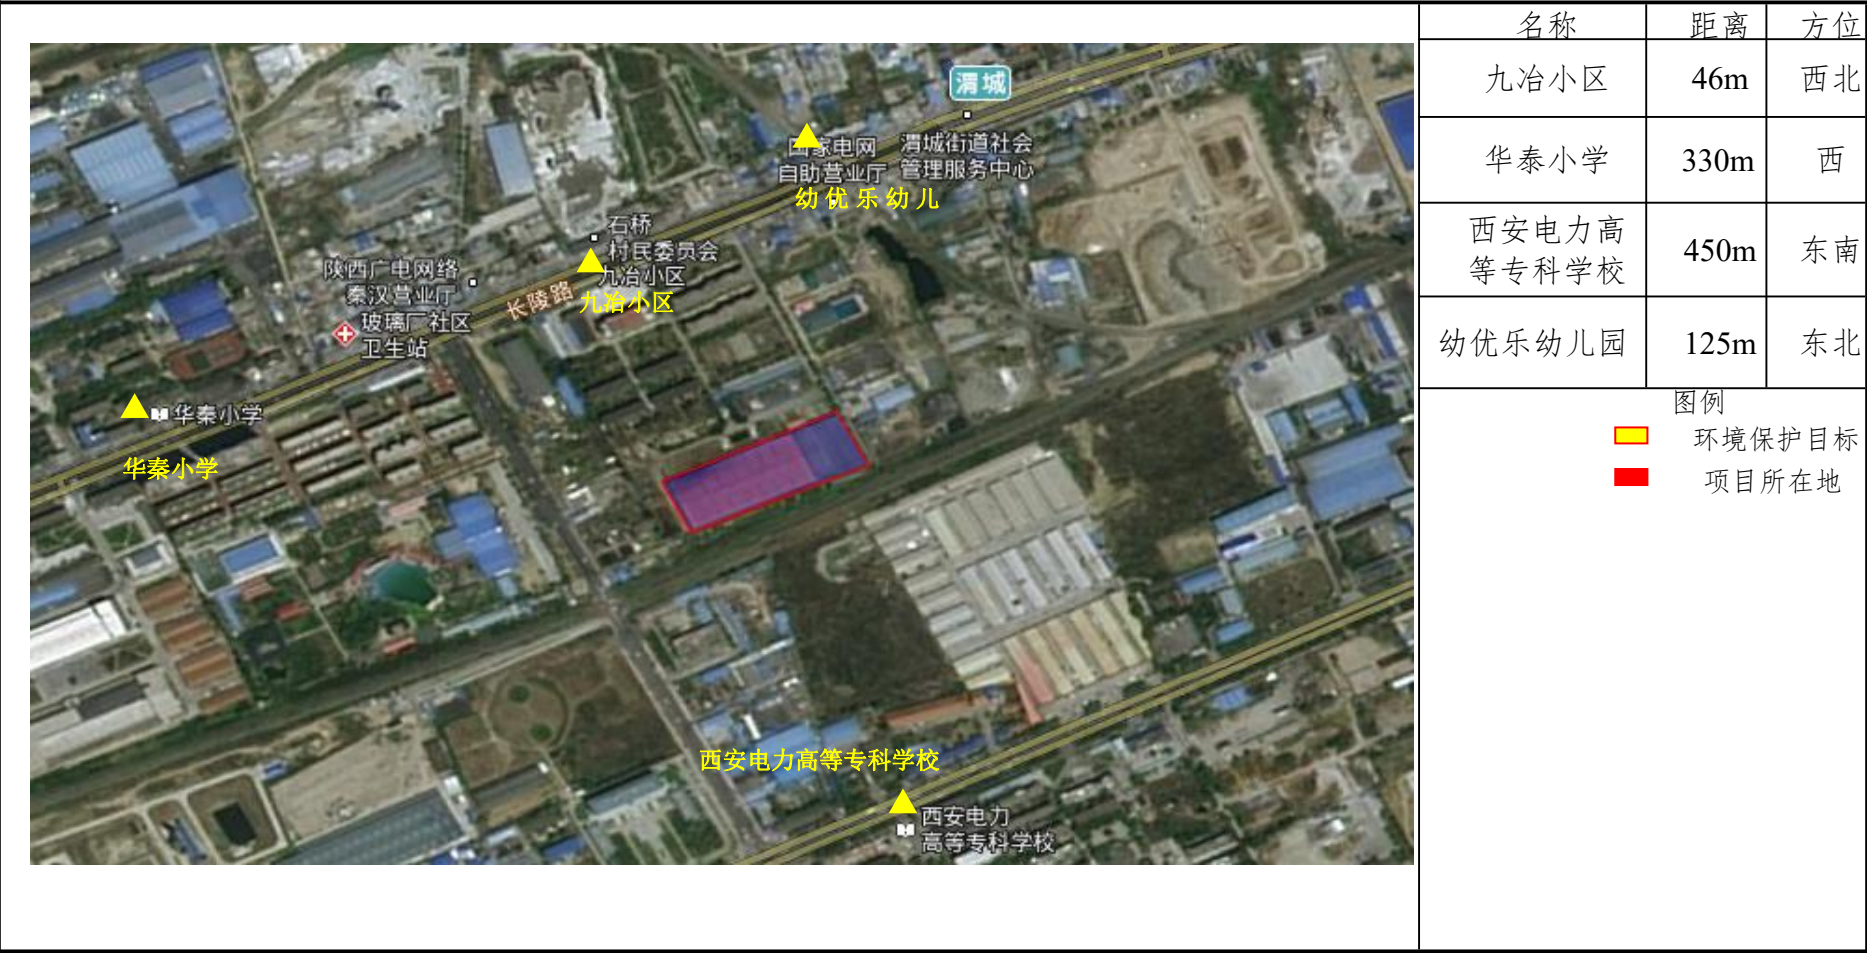 渭城
国家电网
自助营业厅
渭城街道社会
管理服务中心
幼优乐幼儿
石桥
村民委员会
九冶小区
九冶小区
陕西广电网络
秦汉营业厅
长陵路
玻璃厂社区
卫生站
华秦小学
华秦小学
西安电力高等专科学校
西安电力
高等专科学校
名称 距离 方位
九冶小区 46m 西北
华泰小学 330m 西
西安电力高
等专科学校 450m 东南
幼优乐幼儿园 125m 东北
图例
环境保护目标
项目所在地